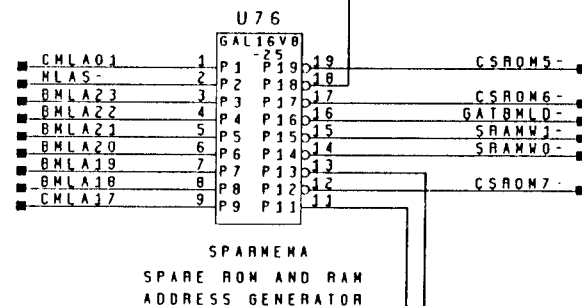 U76
GAL16V8
-25
CMLA01 1 P1 P19 19 CSROM5-
MLAS- 2 P2 P18 18
BMLA23 3 P3 P17 17 CSROM6-
BMLA22 4 P4 P16 16 GATBMLD-
BMLA21 5 P5 P15 15 SRAMW1-
BMLA20 6 P6 P14 14 SRAMW0-
BMLA19 7 P7 P13 13
BMLA18 8 P8 P12 12 CSROM7-
CMLA17 9 P9 P11 11
SPARMEMA
SPARE ROM AND RAM
ADDRESS GENERATOR